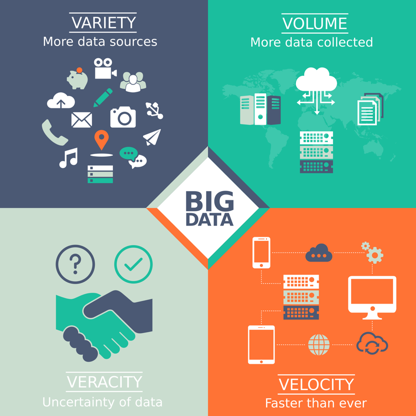 VARIETY
More data sources
VOLUME
More data collected
BIG
DATA
?
VERACITY
Uncertainty of data
VELOCITY
Faster than ever